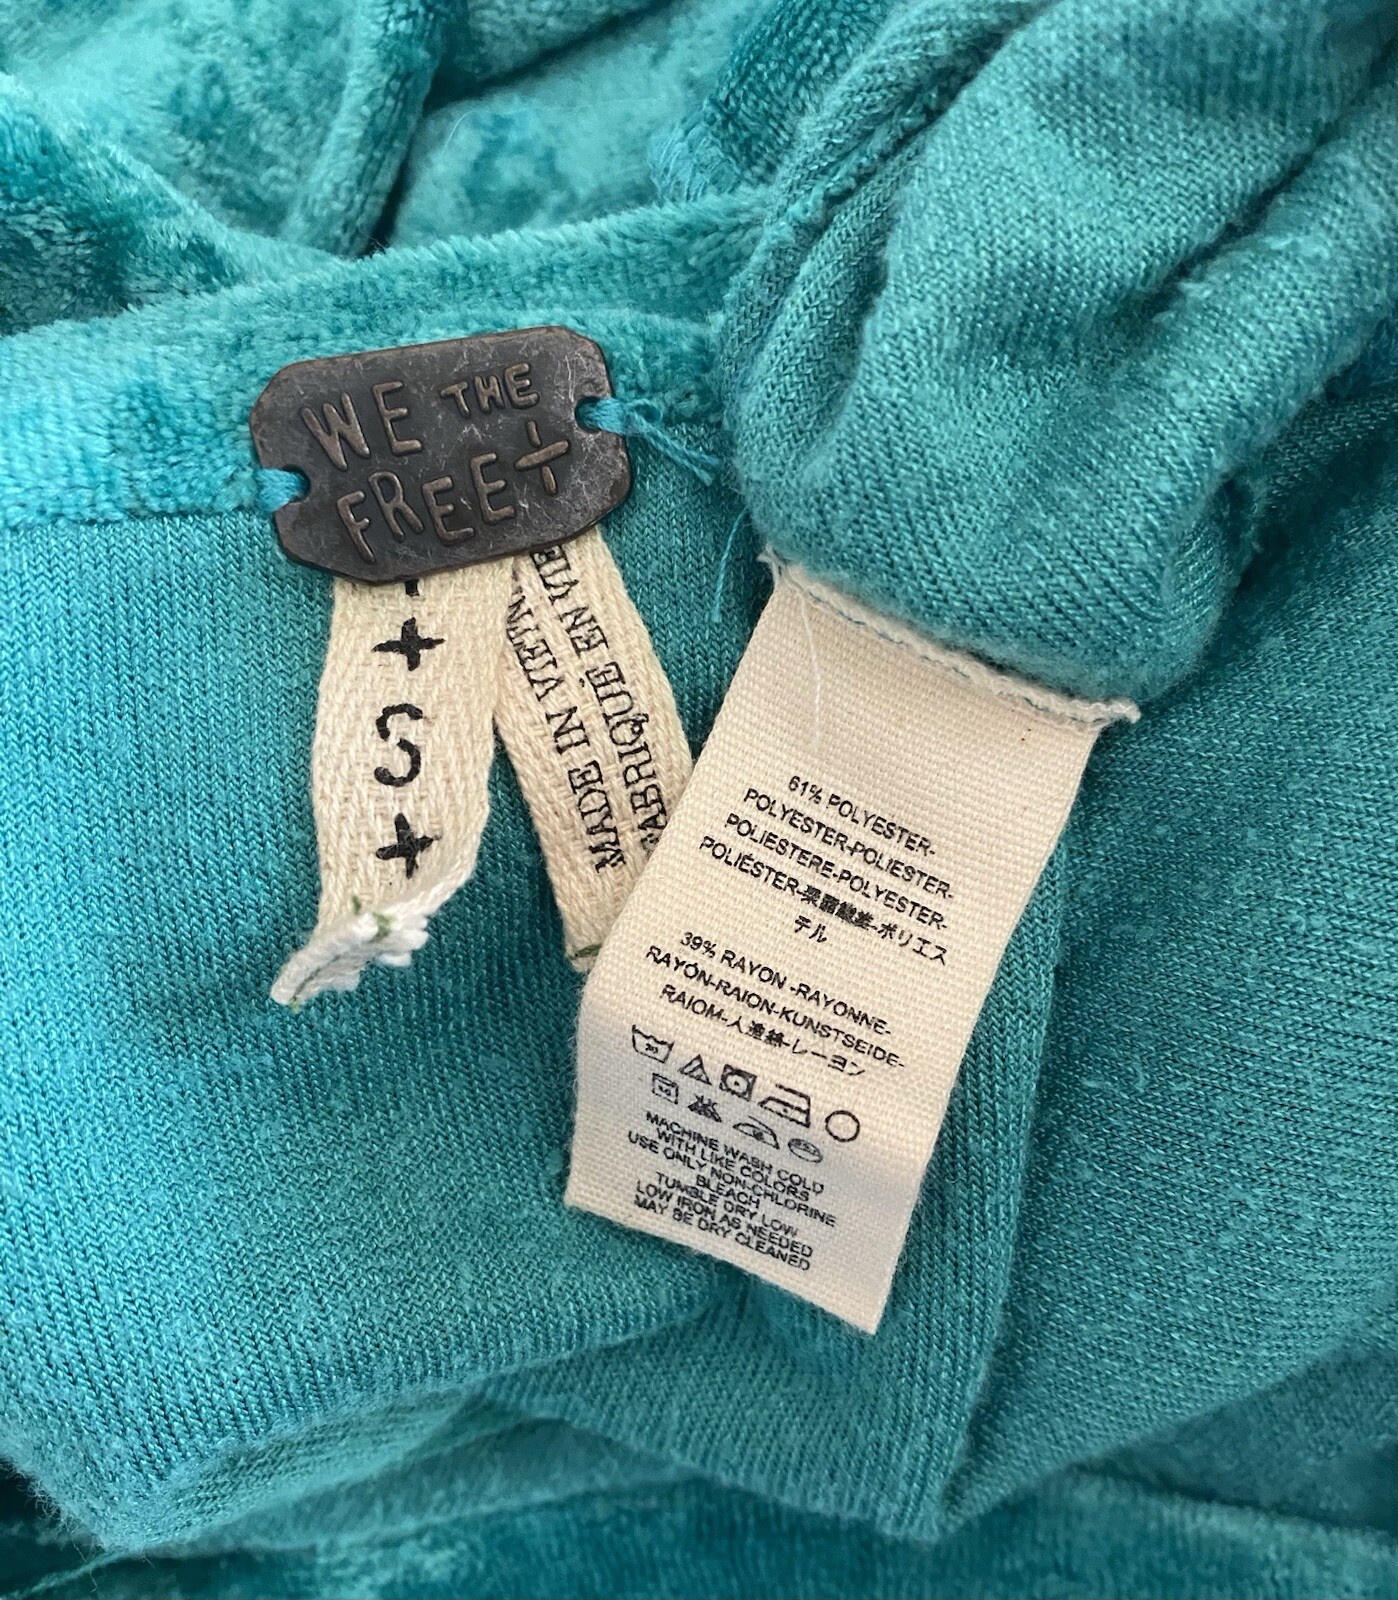 WE THE
FREE+
+
S
+
MADE IN
FABRIQUÉ EN
61% POLYESTER-
POLYESTER-POLIESTER-
POLIESTERE-POLYESTER-
POLIÉSTER-聚酯纖維-ポリエス
テル
39% RAYON -RAYONNE-
RAYÓN-RAION-KUNSTSEIDE-
RAIOM-人造絲-レーヨン
MACHINE WASH COLD
WITH LIKE COLORS
USE ONLY NON-CHLORINE
BLEACH
TUMBLE DRY LOW
LOW IRON AS NEEDED
MAY BE DRY CLEANED